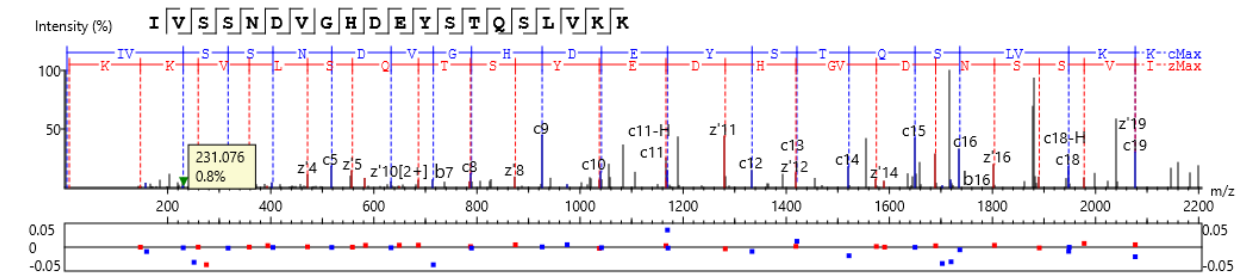 Intensity (%) I V S S N D V G H D E Y S T Q S L V K K
IV S S N D V G H D E Y S T Q S LV K K cMax
K K V L S Q T S Y E D H GV D N S S V I zMax
100
50
231.076
0.8%
z'4 c5 z'5 z'10[2+] b7 c8 z'8 c9 c10 c11-H c11 z'11 c12 c13 z'12 c14 z'14 c15 c16 b16 z'16 c18-H c18 z'19 c19
m/z
200 400 600 800 1000 1200 1400 1600 1800 2000 2200
0.05 0.05
0 0
-0.05 -0.05